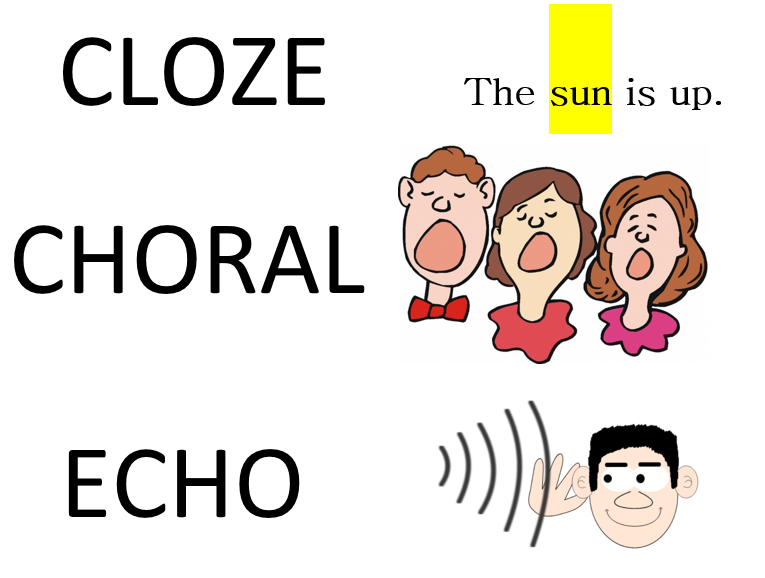 CLOZE
The sun is up.
CHORAL
ECHO